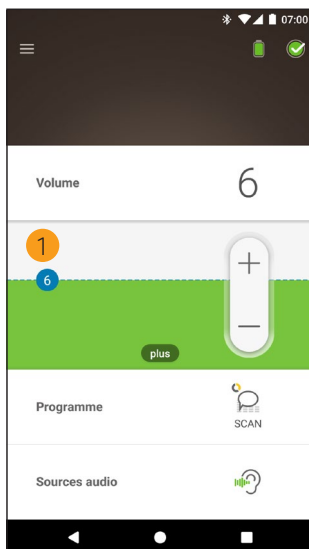 07:00
Volume
6
1
6
+
−
plus
Programme
SCAN
Sources audio